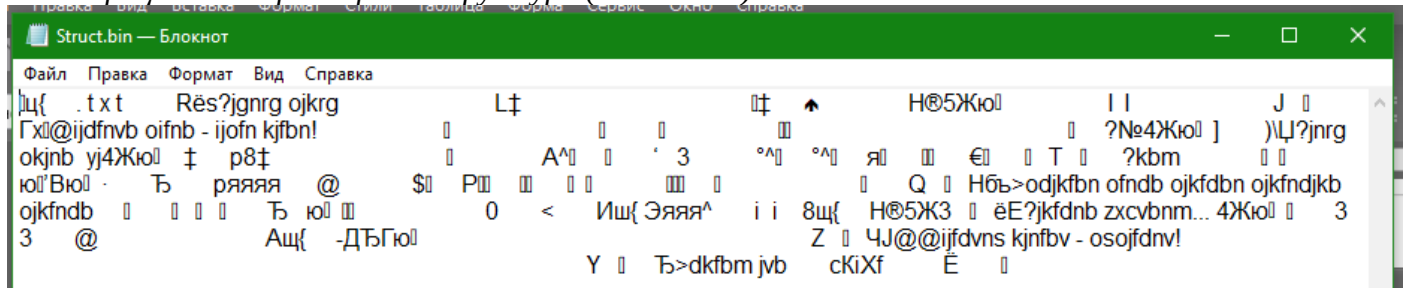 Struct.bin — Блокнот
Файл Правка Формат Вид Справка
щ{ .txt Rës?jgnrg ojkrg L‡ ‡ ♠ Н®5Жю I I J
Гх@ijdfnvb oifnb - ijofn kjfbn! ?№4Жю ] )\Џ?jnrg
okjnb yj4Жю ‡ p8‡ A^ ‘ 3 °^ °^ я € T ?kbm
ю'Вю · Ђ ряяяя @ $ P Q Нбъ>odjkfbn ofndb ojkfdbn ojkfndjkb
ojkfndb Ђ ю 0 < Иш{ Эяяя^ i i 8щ{ Н®5Ж3 ёЕ?jkfdnb zxcvbnm... 4Жю 3
3 @ Ащ{ -ДЂГю Z ЧJ@@ijfdvns kjnfbv - osojfdnv!
Y Ђ>dkfbm jvb сКіХf Ё